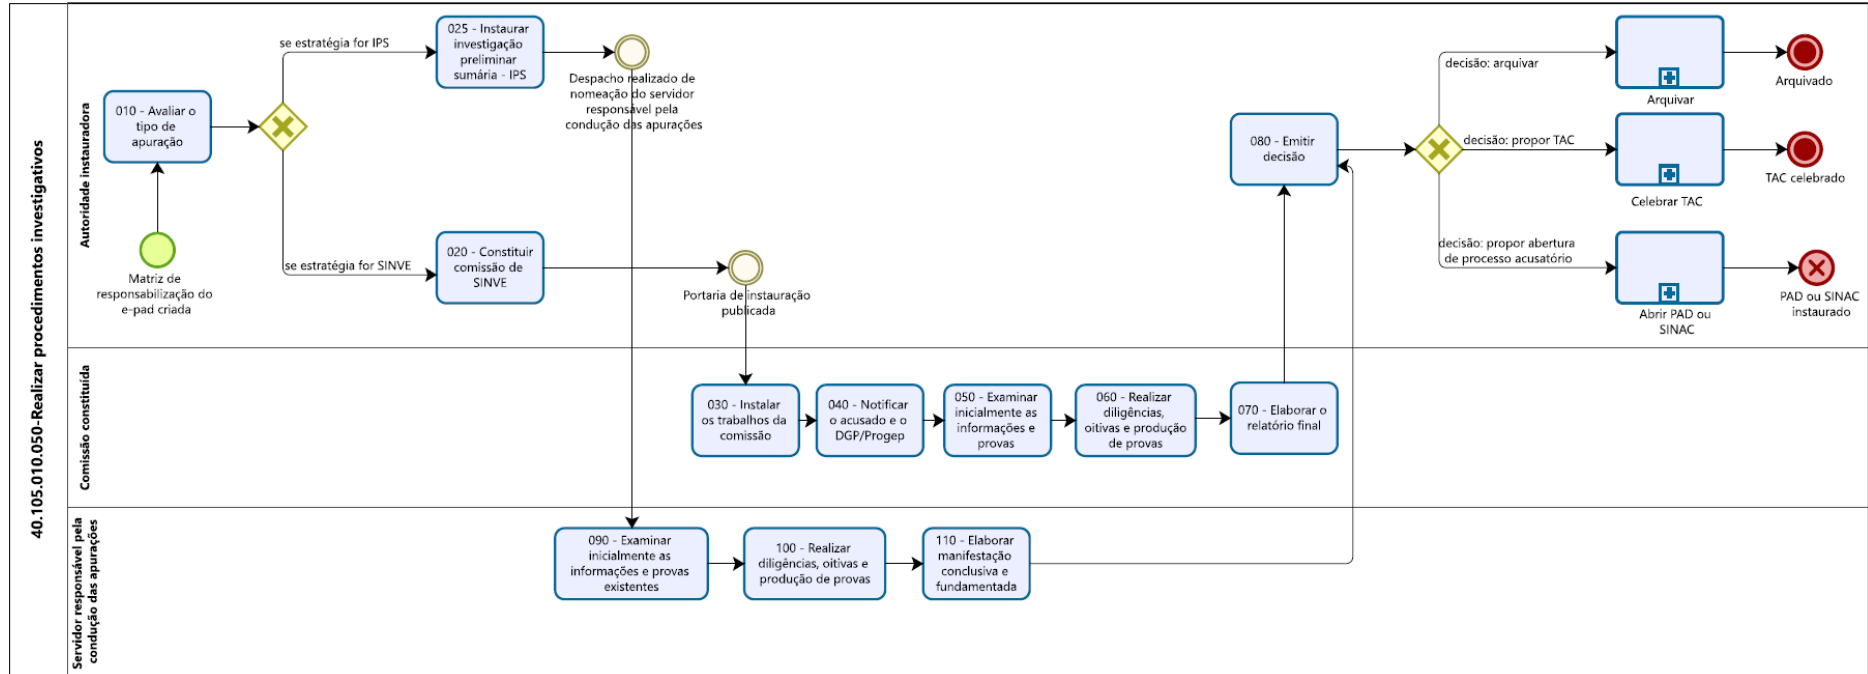 40.105.010.050-Realizar procedimentos investigativos
Autoridade instauradora
010 - Avaliar o
tipo de
apuração
Matriz de
responsabilização do
e-pad criada
se estratégia for IPS
025 - Instaurar
investigação
preliminar
sumária - IPS
Despacho realizado de
nomeação do servidor
responsável pela
condução das apurações
se estratégia for SINVE
020 - Constituir
comissão de
SINVE
Portaria de instauração
publicada
080 - Emitir
decisão
decisão: arquivar
Arquivar
Arquivado
decisão: propor TAC
Celebrar TAC
TAC celebrado
decisão: propor abertura
de processo acusatório
Abrir PAD ou
SINAC
PAD ou SINAC
instaurado
Comissão constituída
030 - Instalar
os trabalhos da
comissão
040 - Notificar
o acusado e o
DGP/Progep
050 - Examinar
inicialmente as
informações e
provas
060 - Realizar
diligências,
oitivas e produção
de provas
070 - Elaborar o
relatório final
Servidor responsável pela
condução das apurações
090 - Examinar
inicialmente as
informações e provas
existentes
100 - Realizar
diligências, oitivas e
produção de provas
110 - Elaborar
manifestação
conclusiva e
fundamentada